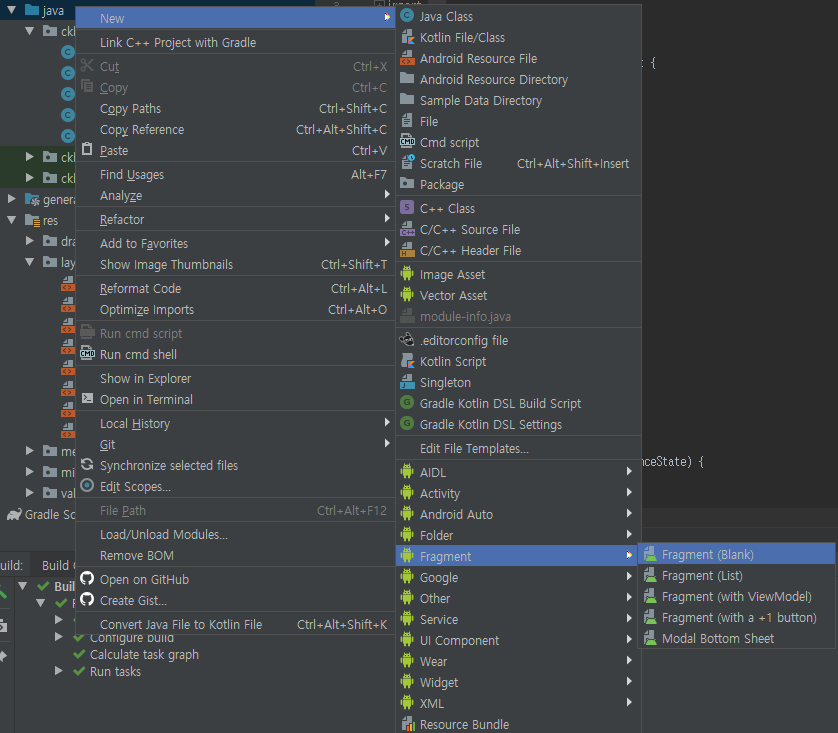 java
ckl
ckl
ckl
genera
res
dra
lay
me
mi
val
Gradle Sc
uild:
Build
Buil
Configure build
Calculate task graph
Run tasks
import
t {
nceState) {
New
Link C++ Project with Gradle
Cut Ctrl+X
Copy Ctrl+C
Copy Paths Ctrl+Shift+C
Copy Reference Ctrl+Alt+Shift+C
Paste Ctrl+V
Find Usages Alt+F7
Analyze
Refactor
Add to Favorites
Show Image Thumbnails Ctrl+Shift+T
Reformat Code Ctrl+Alt+L
Optimize Imports Ctrl+Alt+O
Run cmd script
Run cmd shell
Show in Explorer
Open in Terminal
Local History
Git
Synchronize selected files
Edit Scopes...
File Path Ctrl+Alt+F12
Load/Unload Modules...
Remove BOM
Open on GitHub
Create Gist...
Convert Java File to Kotlin File Ctrl+Alt+Shift+K
Java Class
Kotlin File/Class
Android Resource File
Android Resource Directory
Sample Data Directory
File
Cmd script
Scratch File Ctrl+Alt+Shift+Insert
Package
C++ Class
C/C++ Source File
C/C++ Header File
Image Asset
Vector Asset
module-info.java
.editorconfig file
Kotlin Script
Singleton
Gradle Kotlin DSL Build Script
Gradle Kotlin DSL Settings
Edit File Templates...
AIDL
Activity
Android Auto
Folder
Fragment
Google
Other
Service
UI Component
Wear
Widget
XML
Resource Bundle
Fragment (Blank)
Fragment (List)
Fragment (with ViewModel)
Fragment (with a +1 button)
Modal Bottom Sheet